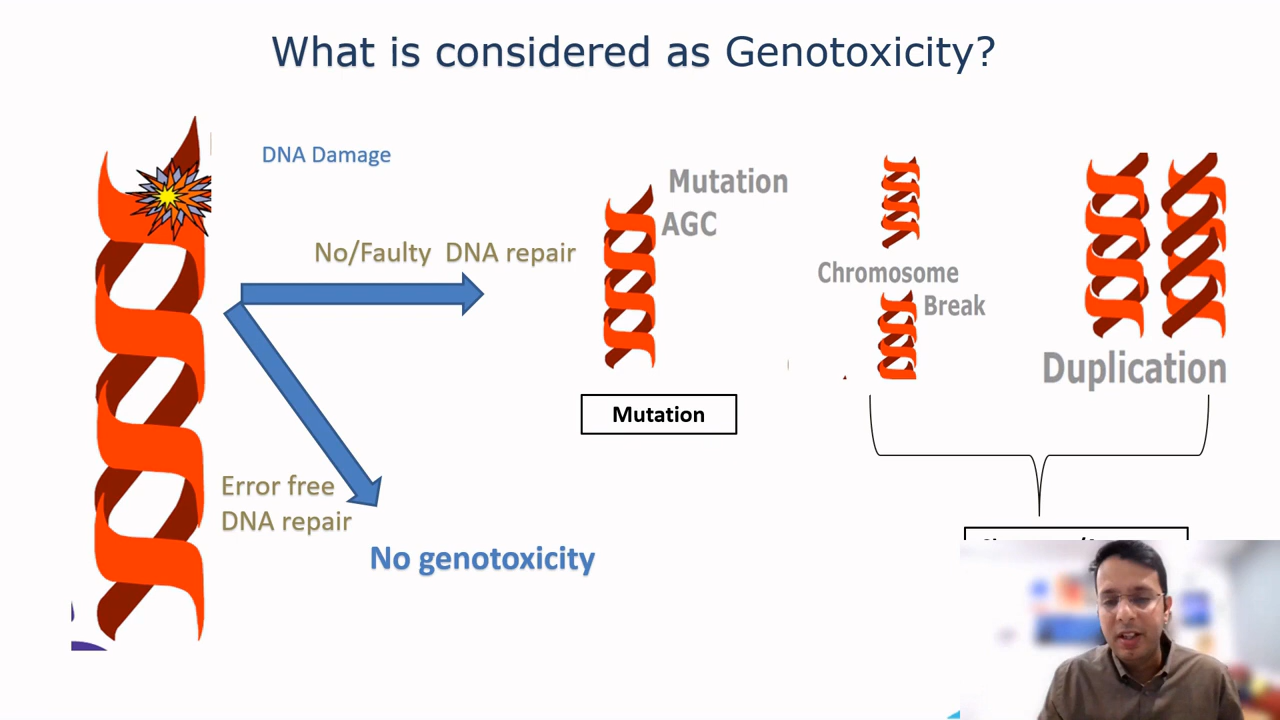 What is considered as Genotoxicity?
DNA Damage
No/Faulty DNA repair
Mutation
AGC
Mutation
Chromosome
Break
Duplication
Error free
DNA repair
No genotoxicity